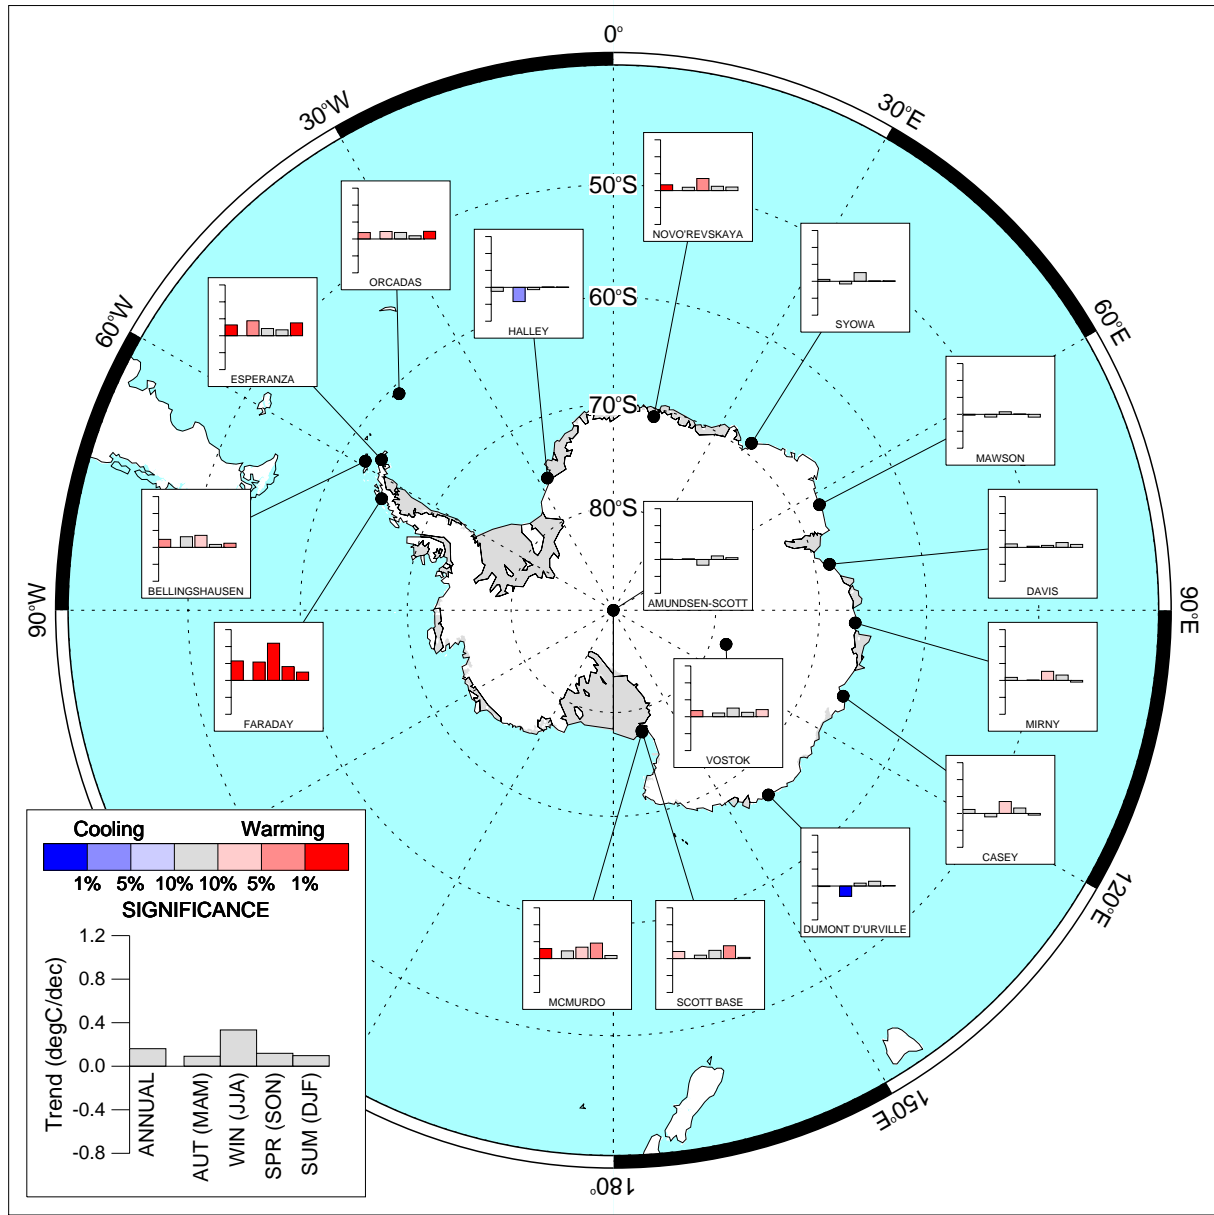 0°
30°W
30°E
50°S
NOVO'REVSKAYA
ORCADAS
SYOWA
60°W
60°S
60°E
HALLEY
ESPERANZA
70°S
MAWSON
80°S
BELLINGSHAUSEN
AMUNDSEN-SCOTT
DAVIS
90°W
90°E
FARADAY
MIRNY
VOSTOK
CASEY
Cooling Warming
1% 5% 10% 10% 5% 1%
SIGNIFICANCE
120°E
DUMONT D'URVILLE
MCMURDO
SCOTT BASE
Trend (degC/dec)
1.2
0.8
0.4
0.0
-0.4
-0.8
ANNUAL
AUT (MAM)
WIN (JJA)
SPR (SON)
SUM (DJF)
150°E
180°